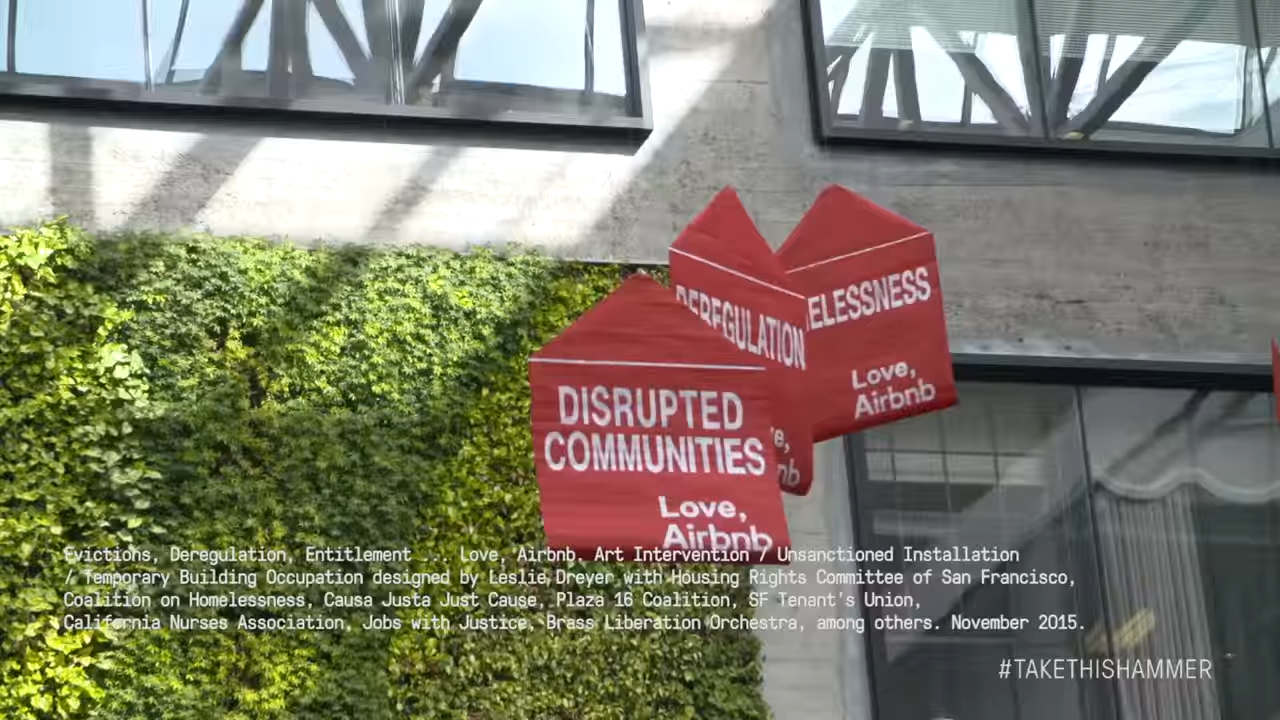 DEREGULATION
ELESSNESS
Love,
Airbnb
DISRUPTED
COMMUNITIES
e,
nb
Love,
Airbnb
Evictions, Deregulation, Entitlement ... Love, Airbnb. Art Intervention / Unsanctioned Installation
/ Temporary Building Occupation designed by Leslie Dreyer with Housing Rights Committee of San Francisco,
Coalition on Homelessness, Causa Justa Just Cause, Plaza 16 Coalition, SF Tenant's Union,
California Nurses Association, Jobs with Justice, Brass Liberation Orchestra, among others. November 2015.
#TAKETHISHAMMER